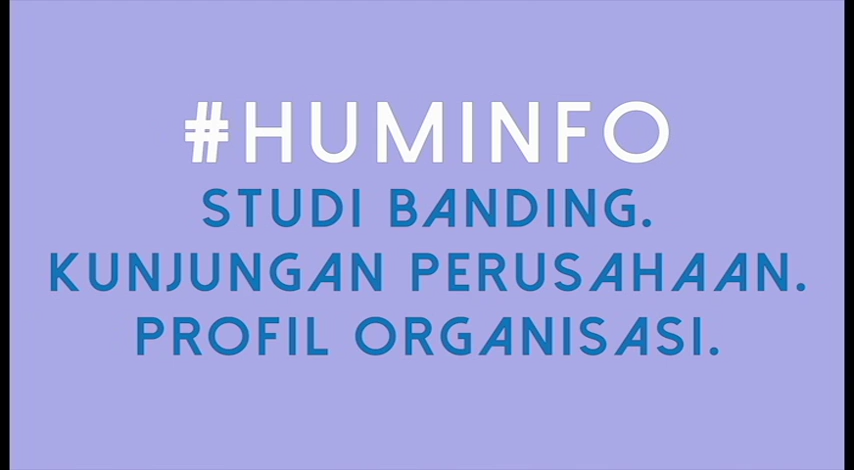 #HUMINFO
STUDI BANDING.
KUNJUNGAN PERUSAHAAN.
PROFIL ORGANISASI.